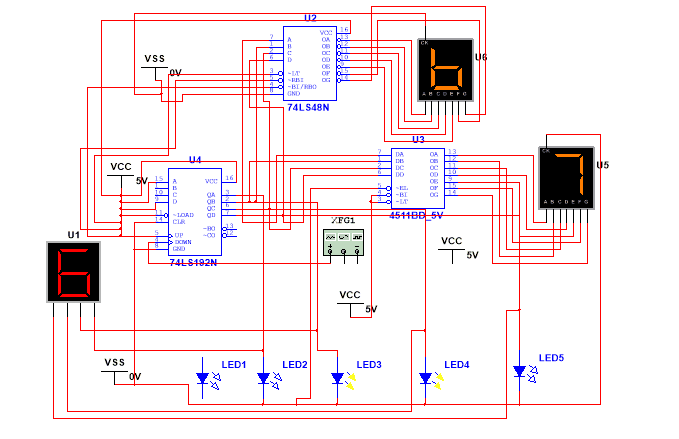 U2
VCC 16
7 A OA 13
1 B OB 12
2 C OC 11
6 D OD 10
OE 9
3 ~LT OF 15
5 ~RBI OG 14
4 ~BI/RBO
8 GND
74LS48N
VSS
0V
CK
U6
A B C D E F G
U3
7 DA OA 13
1 DB OB 12
2 DC OC 11
6 DD OD 10
OE 9
5 ~EL OF 15
4 ~BI OG 14
3 ~LT
4511BD_5V
CK
U5
A B C D E F G
VCC
5V
U4
15 A VCC 16
1 B
10 C QA 3
9 D QB 2
QC 6
11 ~LOAD QD 7
14 CLR
~BO 13
5 UP ~CO 12
4 DOWN
8 GND
74LS192N
XFG1
VCC
5V
VCC
5V
U1
VSS
0V
LED1
LED2
LED3
LED4
LED5